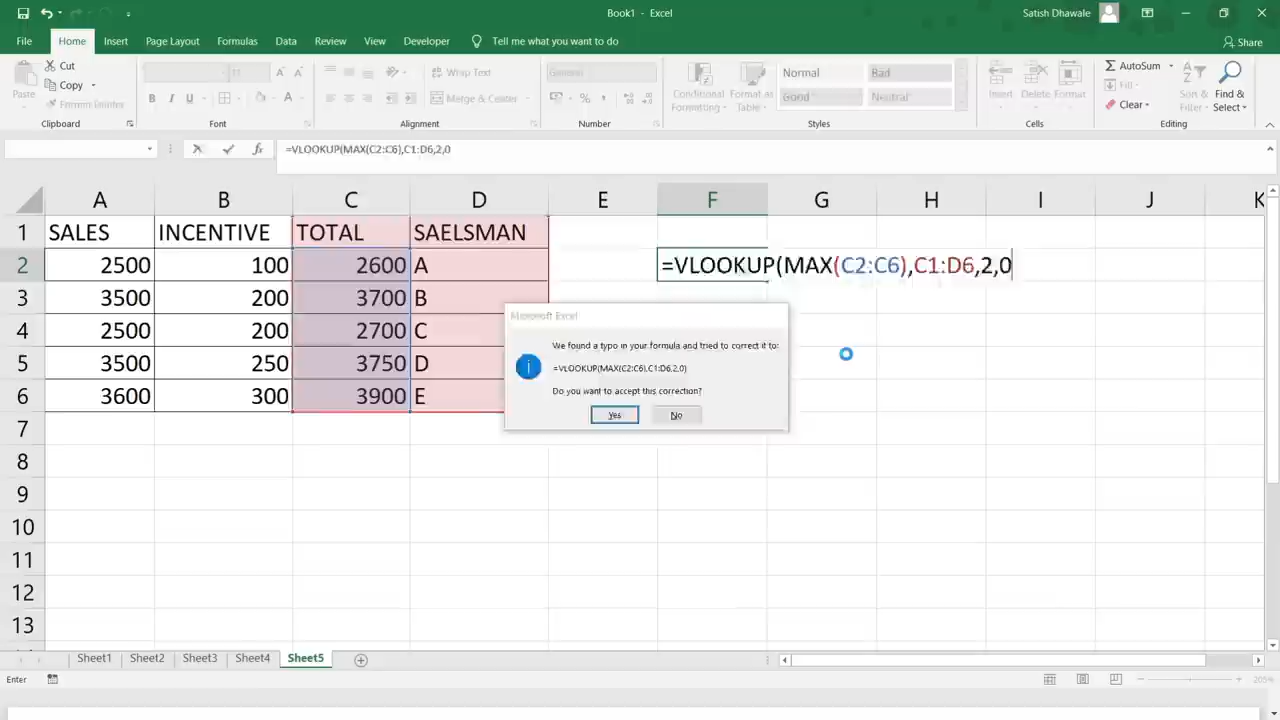 Book1 - Excel
Satish Dhawale
File Home Insert Page Layout Formulas Data Review View Developer Tell me what you want to do
Share
Paste
Cut
Copy
Format Painter
Clipboard
11
B I U
Font
Wrap Text
Merge & Center
Alignment
General
Number
Conditional Formatting
Format as Table
Normal Bad
Good Neutral
Styles
Insert Delete Format
Cells
AutoSum
Fill
Clear
Sort & Filter
Find & Select
Editing
=VLOOKUP(MAX(C2:C6),C1:D6,2,0
A B C D E F G H I J K
1 SALES INCENTIVE TOTAL SAELSMAN
2 2500 100 2600 A =VLOOKUP(MAX(C2:C6),C1:D6,2,0
3 3500 200 3700 B
4 2500 200 2700 C
5 3500 250 3750 D
6 3600 300 3900 E
7
8
9
10
11
12
13
Microsoft Excel
We found a typo in your formula and tried to correct it to:
=VLOOKUP(MAX(C2:C6),C1:D6,2,0)
Do you want to accept this correction?
Yes No
Sheet1 Sheet2 Sheet3 Sheet4 Sheet5
Enter
205%